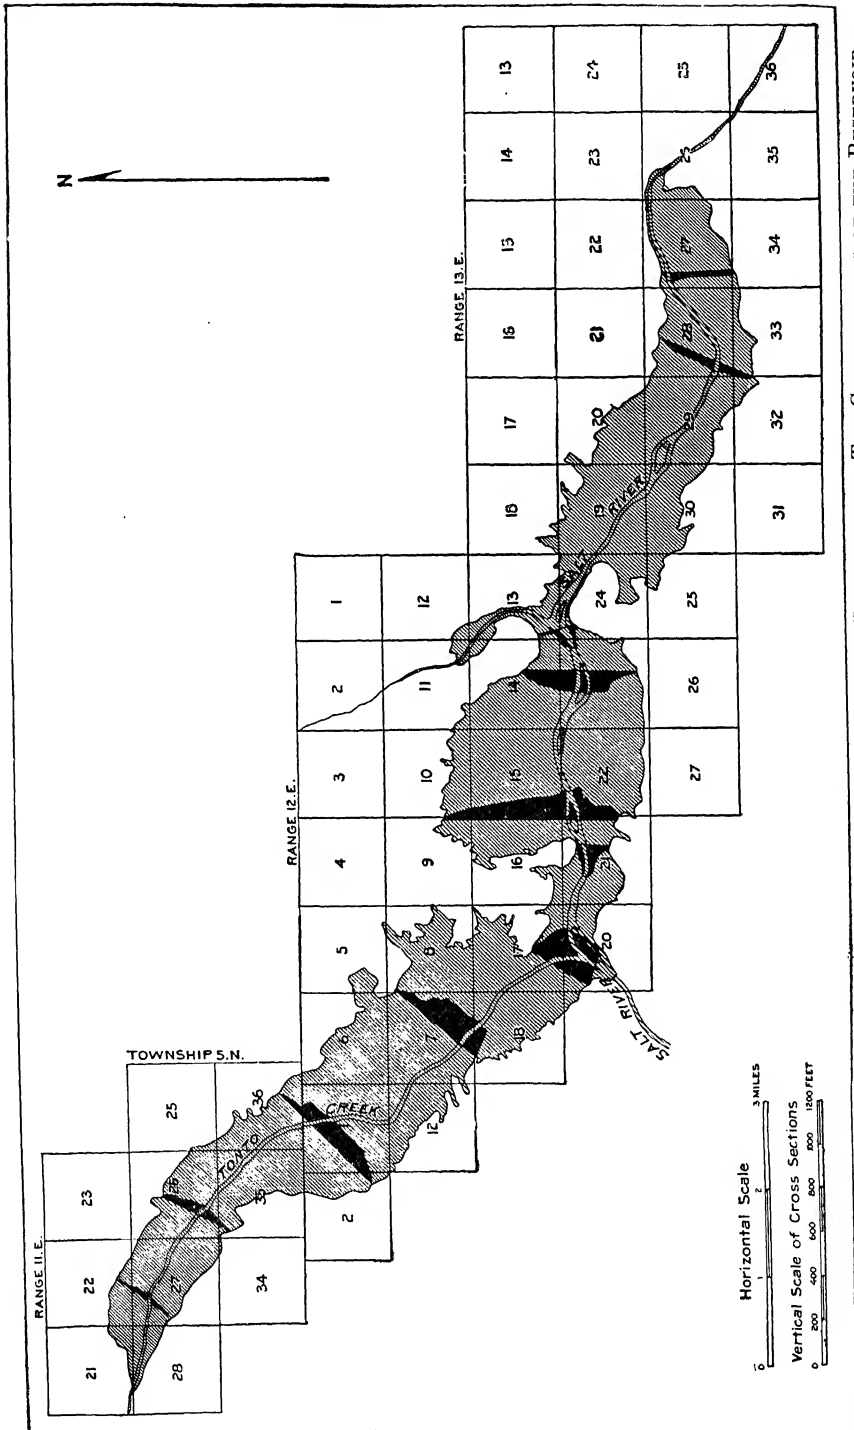 N
RANGE 11.E.
21 22 23
TOWNSHIP 5.N.
28 27 26 25
34 35 36
RANGE 12.E.
2 6 5 4 3 2 1
12 7 8 9 10 11 12
RANGE 13.E.
18 17 16 15 14 13 18 17 16 15 14 13
20 21 22 24 19 20 21 22 23 24
27 26 25 30 29 28 27 25
31 32 33 34 35 36
TONTO CREEK
SALT RIVER
SALT RIVER
Horizontal Scale
0 1 2 3 MILES
Vertical Scale of Cross Sections
0 200 400 600 800 1000 1200 FEET